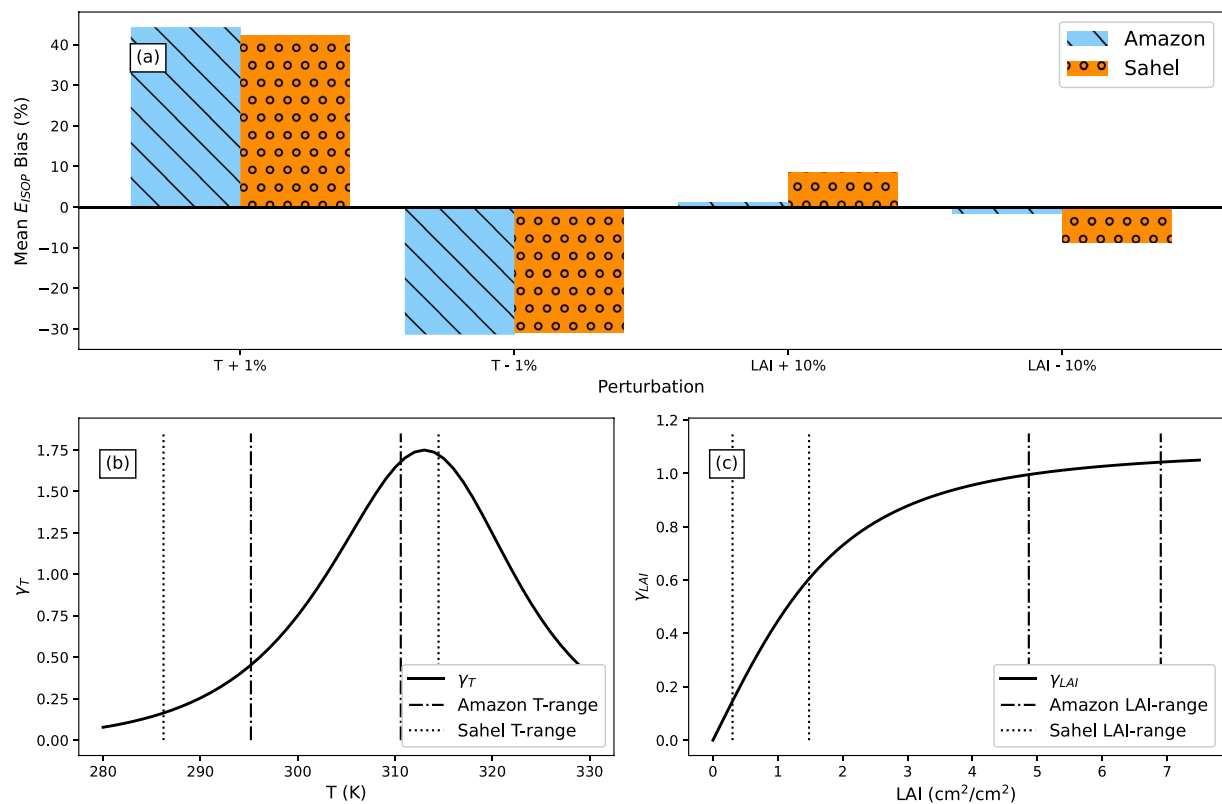 (a)
Amazon
Sahel
Mean E_ISOP Bias (%)
40
30
20
10
0
−10
−20
−30
T + 1%
T - 1%
LAI + 10%
LAI - 10%
Perturbation
(b)
γ_T
1.75
1.50
1.25
1.00
0.75
0.50
0.25
0.00
γ_T
Amazon T-range
Sahel T-range
280
290
300
310
320
330
T (K)
(c)
γ_LAI
1.2
1.0
0.8
0.6
0.4
0.2
0.0
γ_LAI
Amazon LAI-range
Sahel LAI-range
0
1
2
3
4
5
6
7
LAI (cm²/cm²)